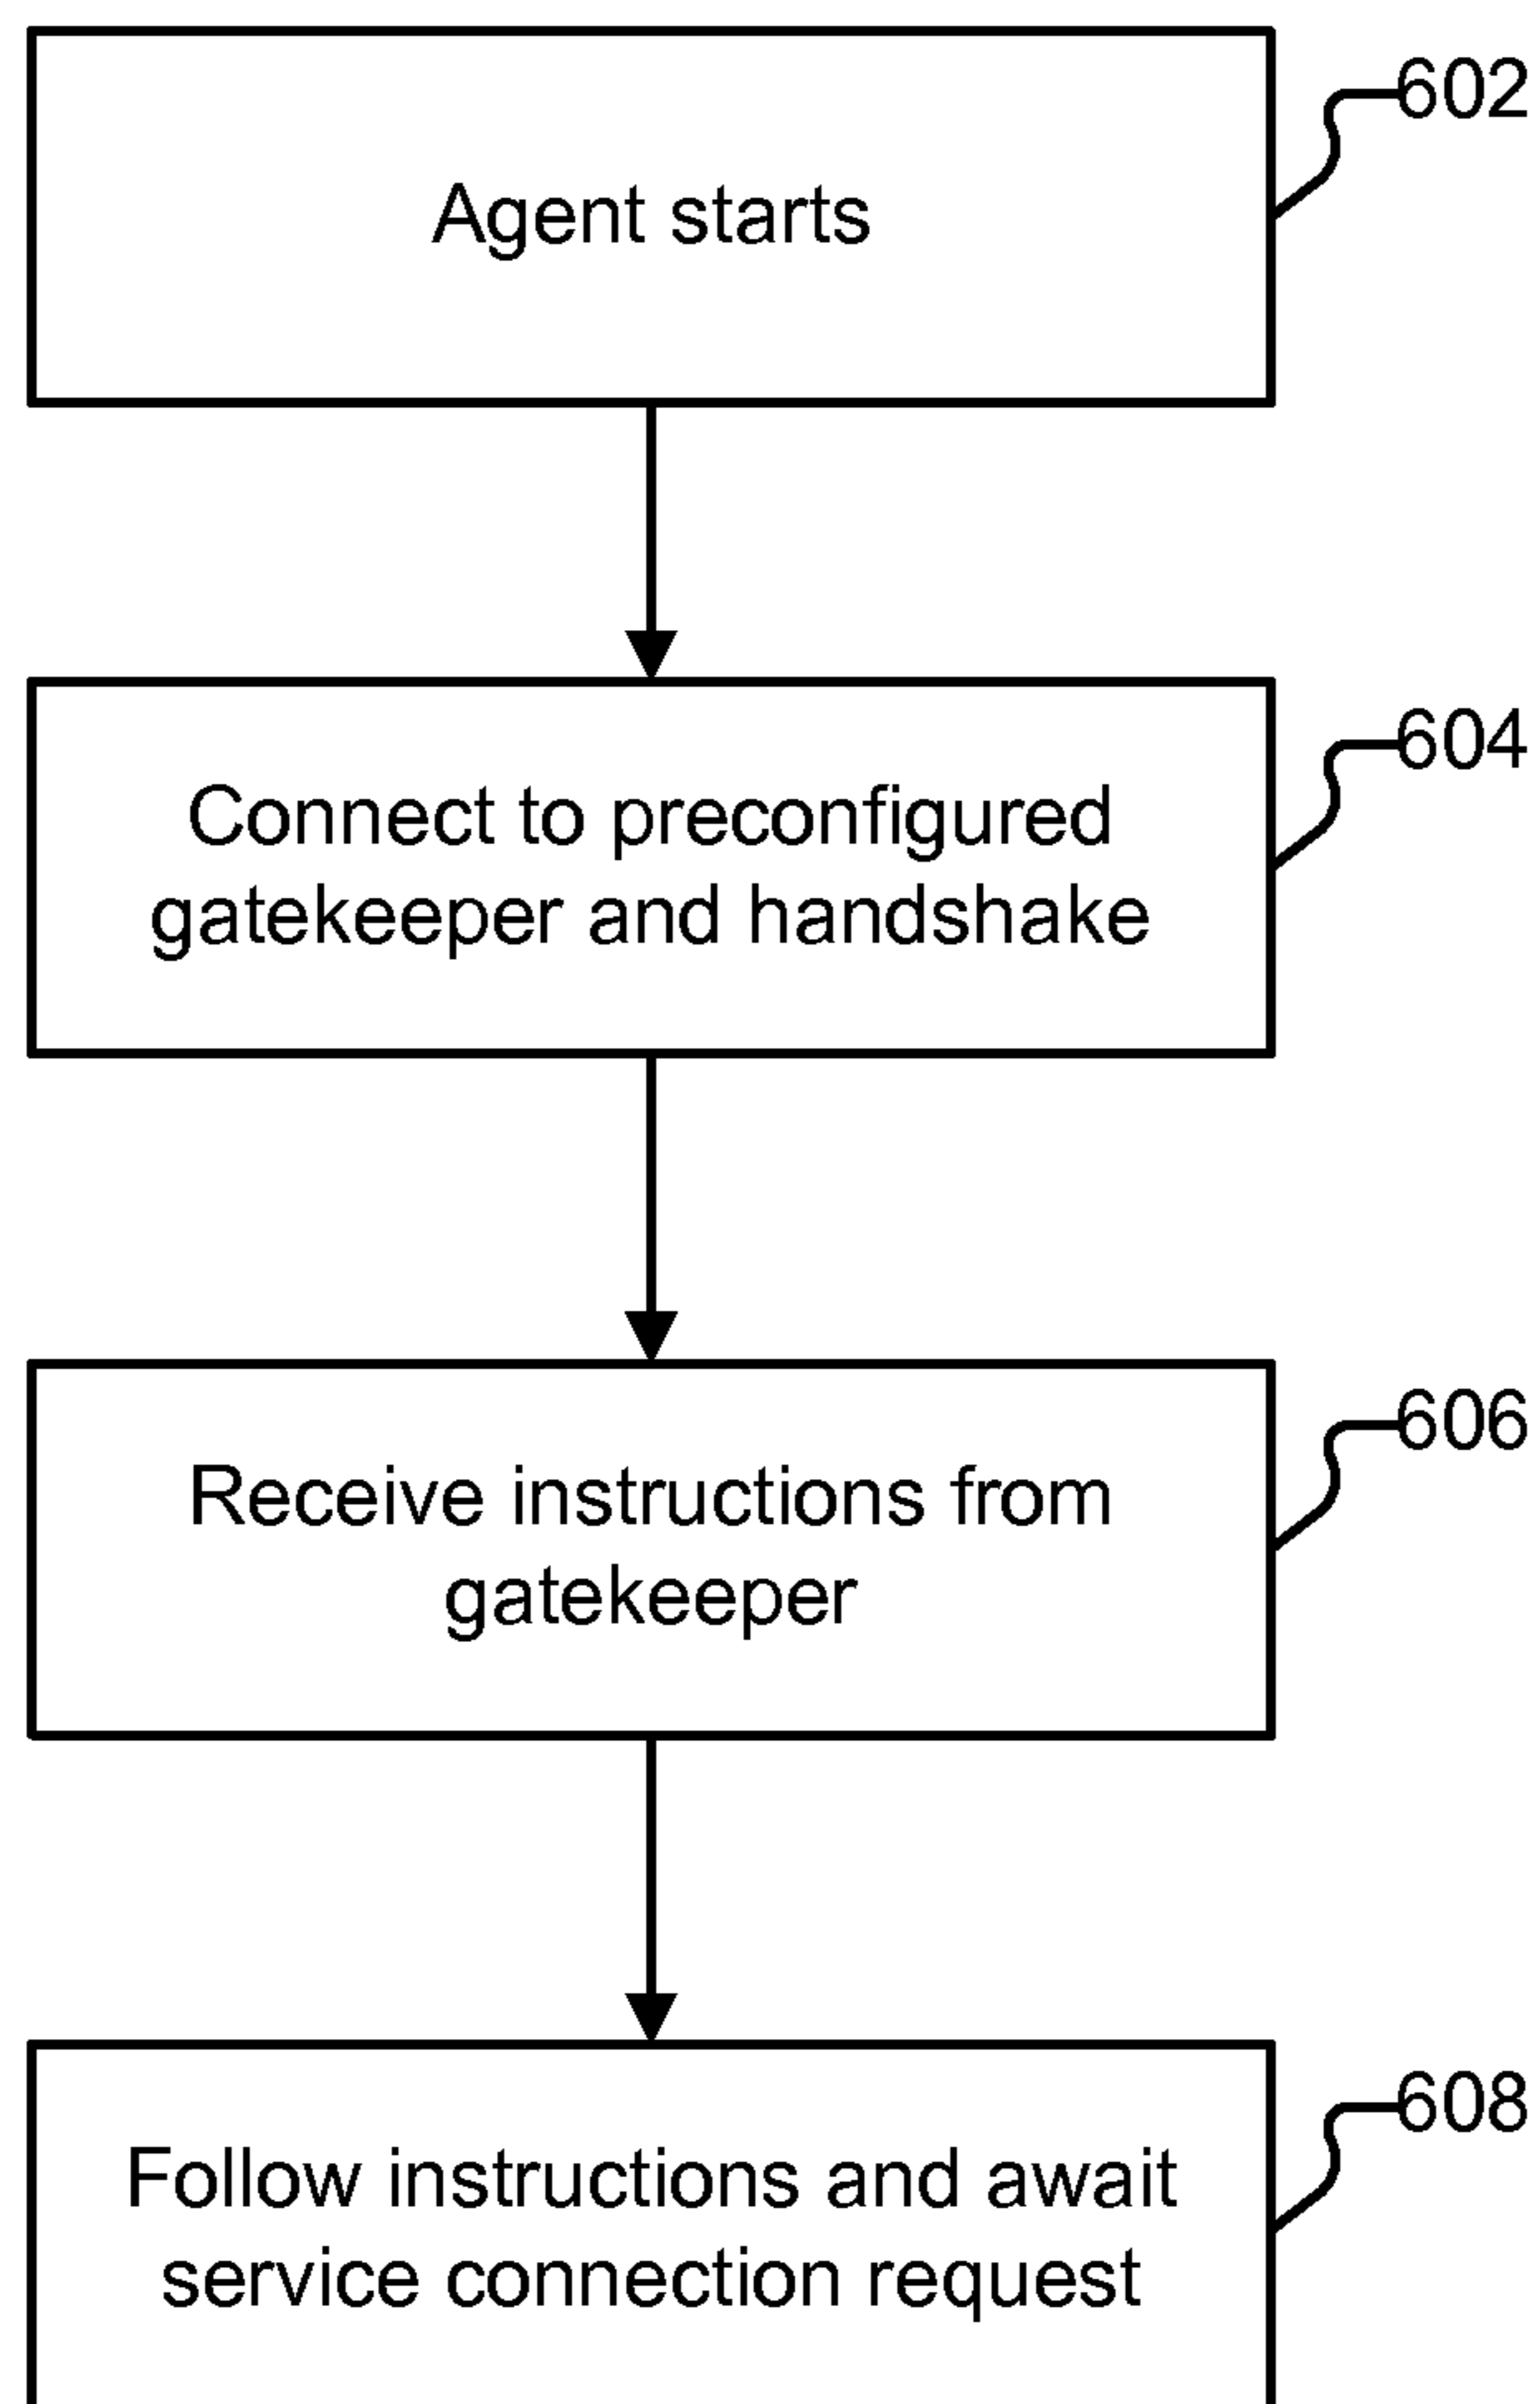 602
Agent starts
604
Connect to preconfigured
gatekeeper and handshake
606
Receive instructions from
gatekeeper
608
Follow instructions and await
service connection request